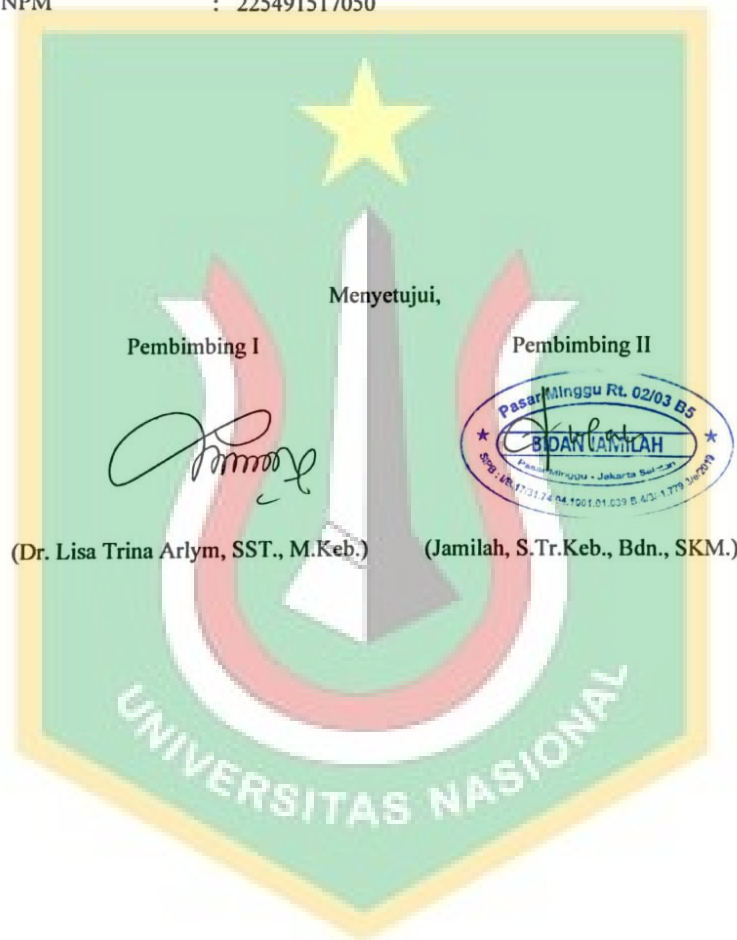 NPM : 225491517050
Menyetujui,
Pembimbing I Pembimbing II
Pasar Minggu Rt. 02/03 B5
BIDAN JAMILAH
Pasar Minggu - Jakarta Selatan
(Dr. Lisa Trina Arlym, SST., M.Keb.) (Jamilah, S.Tr.Keb., Bdn., SKM.)
UNIVERSITAS NASIONAL